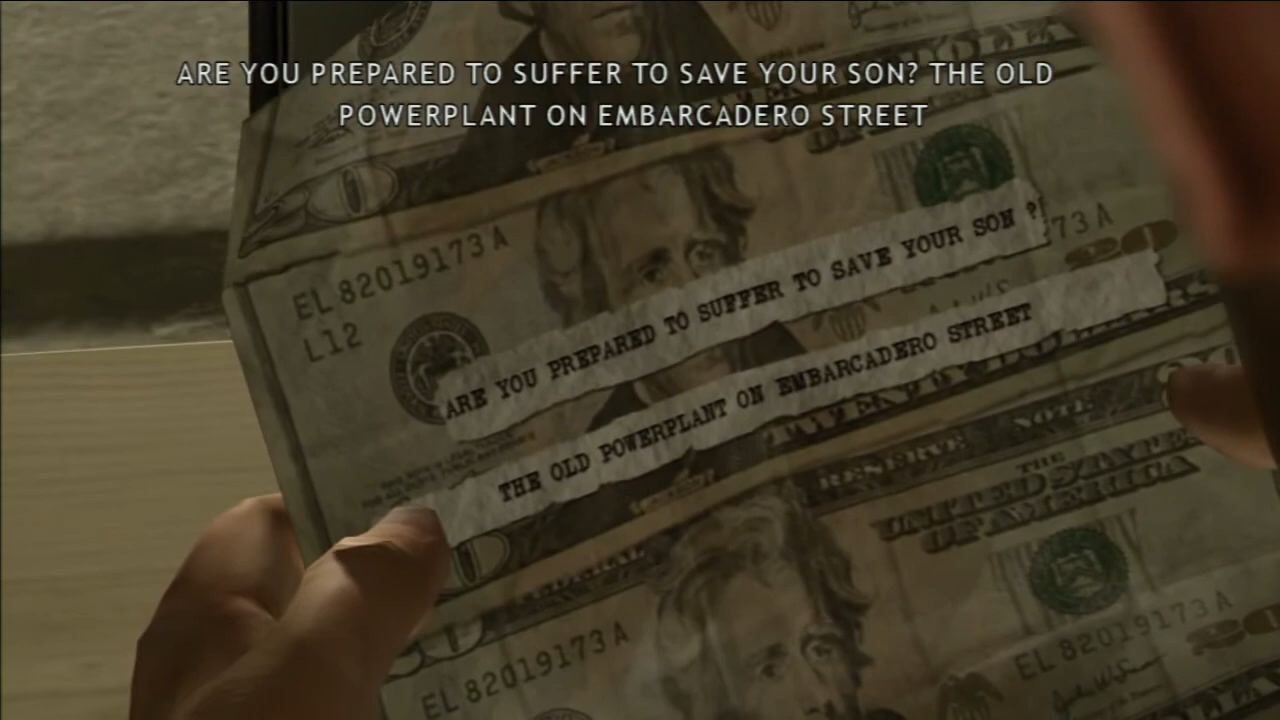 ARE YOU PREPARED TO SUFFER TO SAVE YOUR SON? THE OLD
POWERPLANT ON EMBARCADERO STREET
EL 82019173 A
L12
ARE YOU PREPARED TO SUFFER TO SAVE YOUR SON ?
73 A
20
THE OLD POWERPLANT ON EMBARCADERO STREET
RESERVE NOTE
THE
UNITED STATES
OF AMERICA
EL 82019173 A
EL 82019173 A